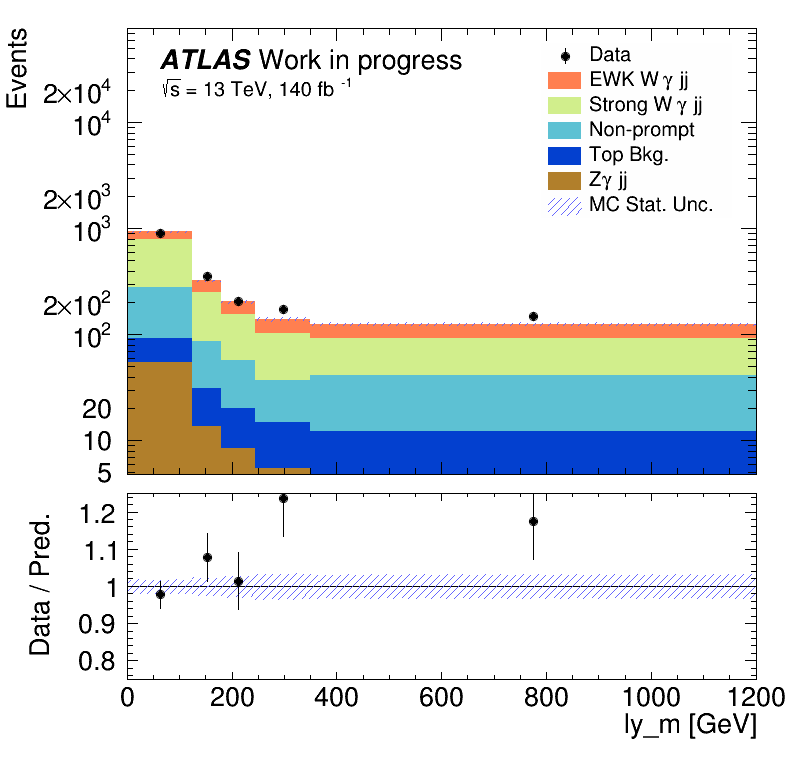 Events
ATLAS Work in progress
√s = 13 TeV, 140 fb⁻¹
Data
EWK W γ jj
Strong W γ jj
Non-prompt
Top Bkg.
Zγ jj
MC Stat. Unc.
2×10⁴
10⁴
2×10³
10³
2×10²
10²
20
10
5
Data / Pred.
1.2
1.1
1
0.9
0.8
0 200 400 600 800 1000 1200
ly_m [GeV]